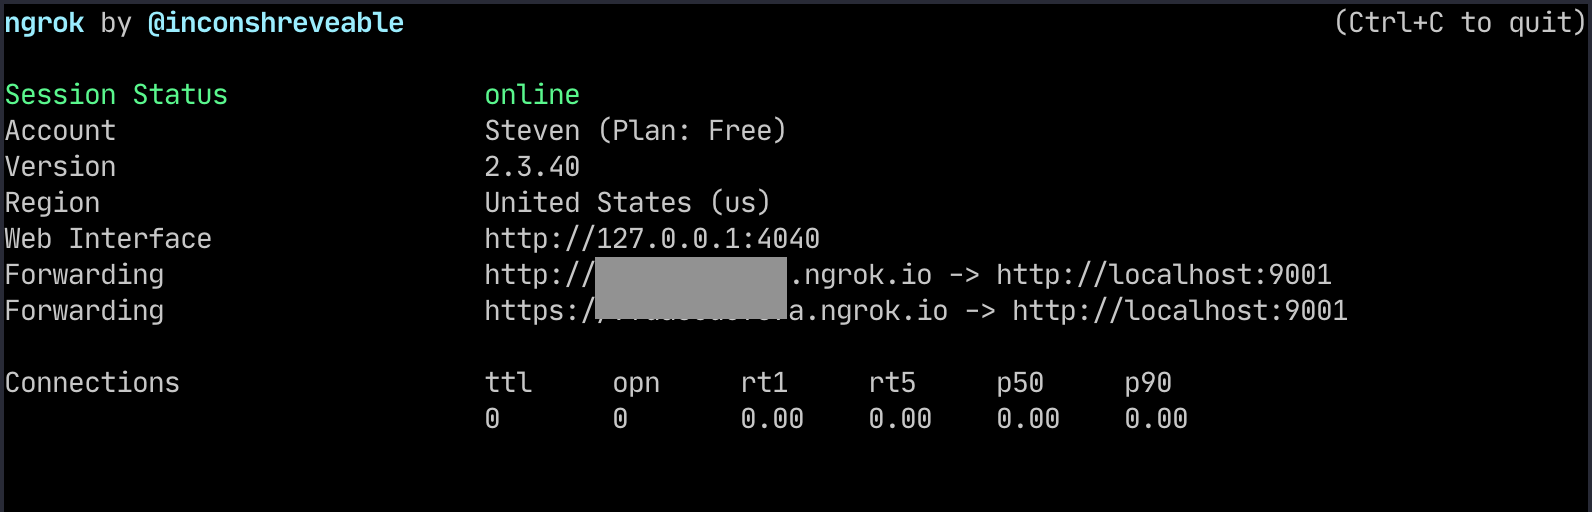 ngrok by @inconshreveable (Ctrl+C to quit)
Session Status online
Account Steven (Plan: Free)
Version 2.3.40
Region United States (us)
Web Interface http://127.0.0.1:4040
Forwarding http:// .ngrok.io -> http://localhost:9001
Forwarding https:/ a.ngrok.io -> http://localhost:9001
Connections ttl opn rt1 rt5 p50 p90
0 0 0.00 0.00 0.00 0.00